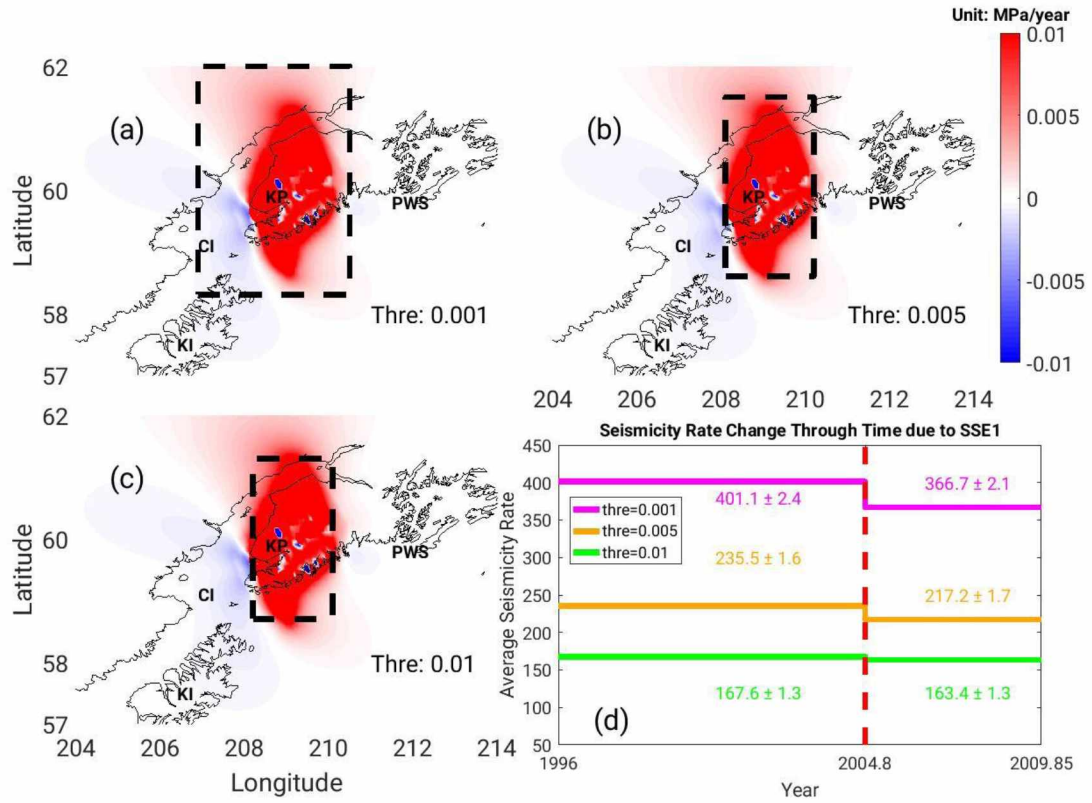 Unit: MPa/year
0.01
0.005
0
-0.005
-0.01
62
60
58
57
Latitude
(a)
KP
CI
KI
PWS
Thre: 0.001
(b)
KP
CI
KI
PWS
Thre: 0.005
204 206 208 210 212 214
62
60
58
57
Latitude
(c)
KP
CI
KI
PWS
Thre: 0.01
204 206 208 210 212 214
Longitude
Seismicity Rate Change Through Time due to SSE1
450
400
350
300
250
200
150
100
50
Average Seismicity Rate
401.1 ± 2.4
366.7 ± 2.1
thre=0.001
thre=0.005
thre=0.01
235.5 ± 1.6
217.2 ± 1.7
167.6 ± 1.3
163.4 ± 1.3
(d)
1996 2004.8 2009.85
Year